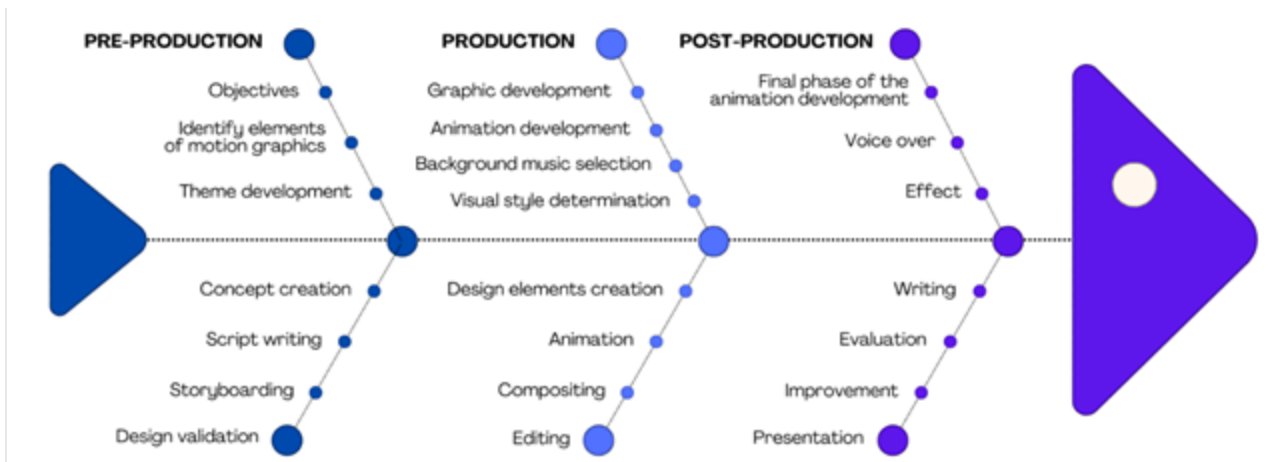 PRE-PRODUCTION
Objectives
Identify elements
of motion graphics
Theme development
Concept creation
Script writing
Storyboarding
Design validation
PRODUCTION
Graphic development
Animation development
Background music selection
Visual style determination
Design elements creation
Animation
Compositing
Editing
POST-PRODUCTION
Final phase of the
animation development
Voice over
Effect
Writing
Evaluation
Improvement
Presentation